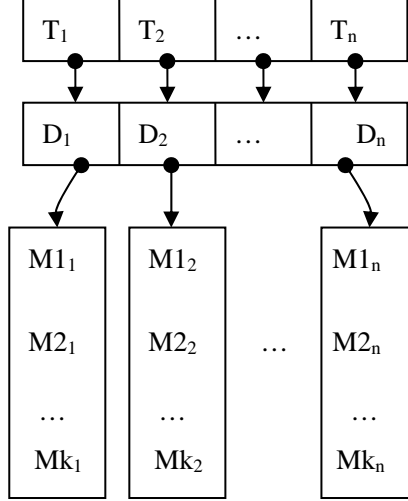 T₁ T₂ … Tₙ
D₁ D₂ … Dₙ
M1₁ M1₂ M1ₙ
M2₁ M2₂ … M2ₙ
… … …
Mk₁ Mk₂ Mkₙ